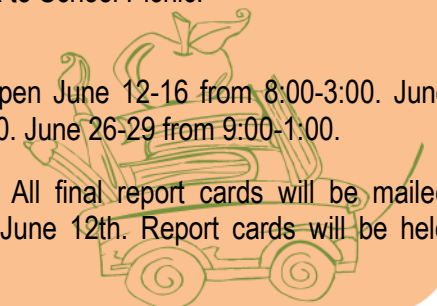 to School Picnic.
pen June 12-16 from 8:00-3:00. June
0. June 26-29 from 9:00-1:00.
All final report cards will be mailed
June 12th. Report cards will be held